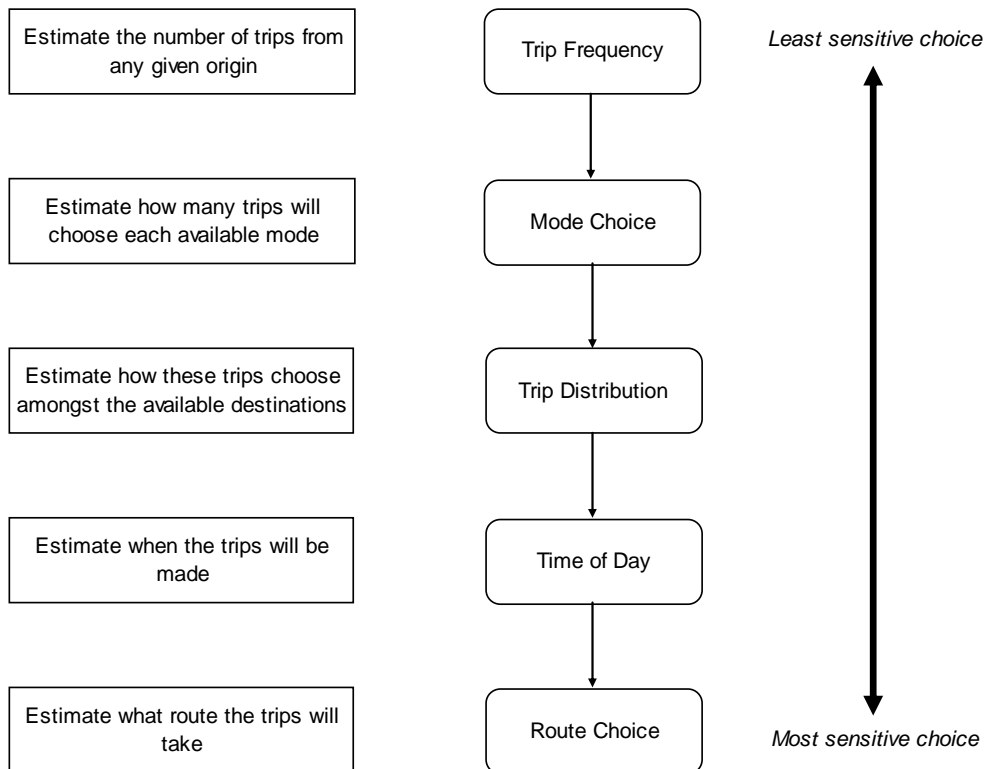 Estimate the number of trips from
any given origin
Trip Frequency
Least sensitive choice
Estimate how many trips will
choose each available mode
Mode Choice
Estimate how these trips choose
amongst the available destinations
Trip Distribution
Estimate when the trips will be
made
Time of Day
Estimate what route the trips will
take
Route Choice
Most sensitive choice